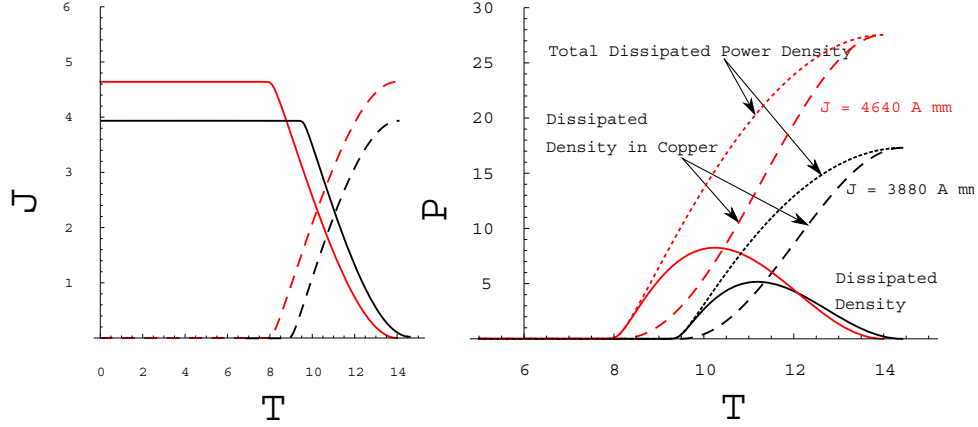 6
5
4
3
2
1
0 2 4 6 8 10 12 14
J
T
30
25
20
15
10
5
6 8 10 12 14
P
T
Total Dissipated Power Density
Dissipated
Density in Copper
J = 4640 A mm
J = 3880 A mm
Dissipated
Density